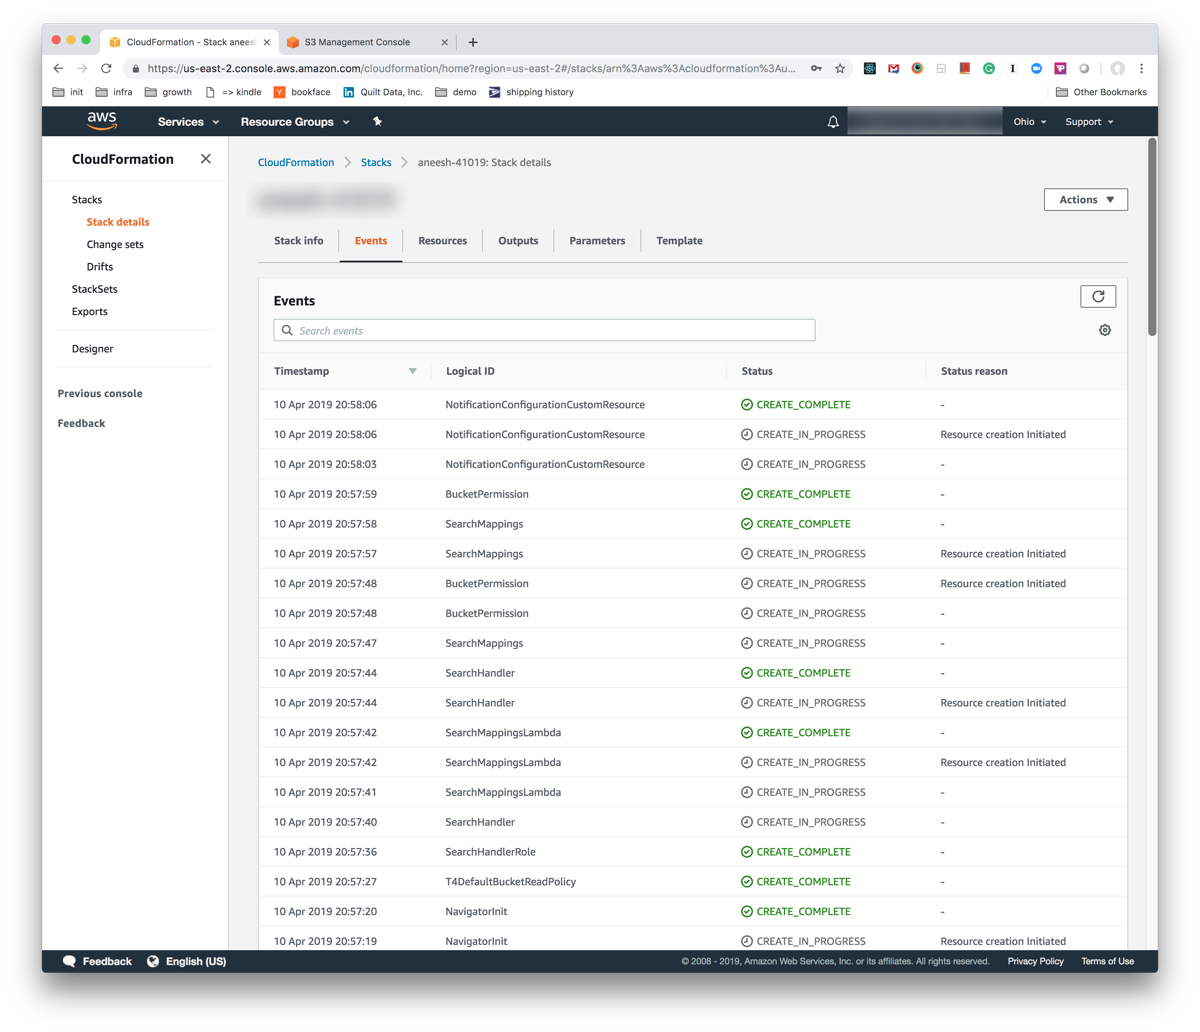 CloudFormation - Stack anees
S3 Management Console
https://us-east-2.console.aws.amazon.com/cloudformation/home?region=us-east-2#/stacks/arn%3Aaws%3Acloudformation%3Au...
init infra growth => kindle bookface Quilt Data, Inc. demo shipping history Other Bookmarks
aws Services Resource Groups Ohio Support
CloudFormation
Stacks
Stack details
Change sets
Drifts
StackSets
Exports
Designer
Previous console
Feedback
CloudFormation Stacks aneesh-41019: Stack details
Actions
Stack info Events Resources Outputs Parameters Template
Events
Search events
Timestamp Logical ID Status Status reason
10 Apr 2019 20:58:06 NotificationConfigurationCustomResource CREATE_COMPLETE -
10 Apr 2019 20:58:06 NotificationConfigurationCustomResource CREATE_IN_PROGRESS Resource creation Initiated
10 Apr 2019 20:58:03 NotificationConfigurationCustomResource CREATE_IN_PROGRESS -
10 Apr 2019 20:57:59 BucketPermission CREATE_COMPLETE -
10 Apr 2019 20:57:58 SearchMappings CREATE_COMPLETE -
10 Apr 2019 20:57:57 SearchMappings CREATE_IN_PROGRESS Resource creation Initiated
10 Apr 2019 20:57:48 BucketPermission CREATE_IN_PROGRESS Resource creation Initiated
10 Apr 2019 20:57:48 BucketPermission CREATE_IN_PROGRESS -
10 Apr 2019 20:57:47 SearchMappings CREATE_IN_PROGRESS -
10 Apr 2019 20:57:44 SearchHandler CREATE_COMPLETE -
10 Apr 2019 20:57:44 SearchHandler CREATE_IN_PROGRESS Resource creation Initiated
10 Apr 2019 20:57:42 SearchMappingsLambda CREATE_COMPLETE -
10 Apr 2019 20:57:42 SearchMappingsLambda CREATE_IN_PROGRESS Resource creation Initiated
10 Apr 2019 20:57:41 SearchMappingsLambda CREATE_IN_PROGRESS -
10 Apr 2019 20:57:40 SearchHandler CREATE_IN_PROGRESS -
10 Apr 2019 20:57:36 SearchHandlerRole CREATE_COMPLETE -
10 Apr 2019 20:57:27 T4DefaultBucketReadPolicy CREATE_COMPLETE -
10 Apr 2019 20:57:20 NavigatorInit CREATE_COMPLETE -
10 Apr 2019 20:57:19 NavigatorInit CREATE_IN_PROGRESS Resource creation Initiated
Feedback English (US) © 2008 - 2019, Amazon Web Services, Inc. or its affiliates. All rights reserved. Privacy Policy Terms of Use